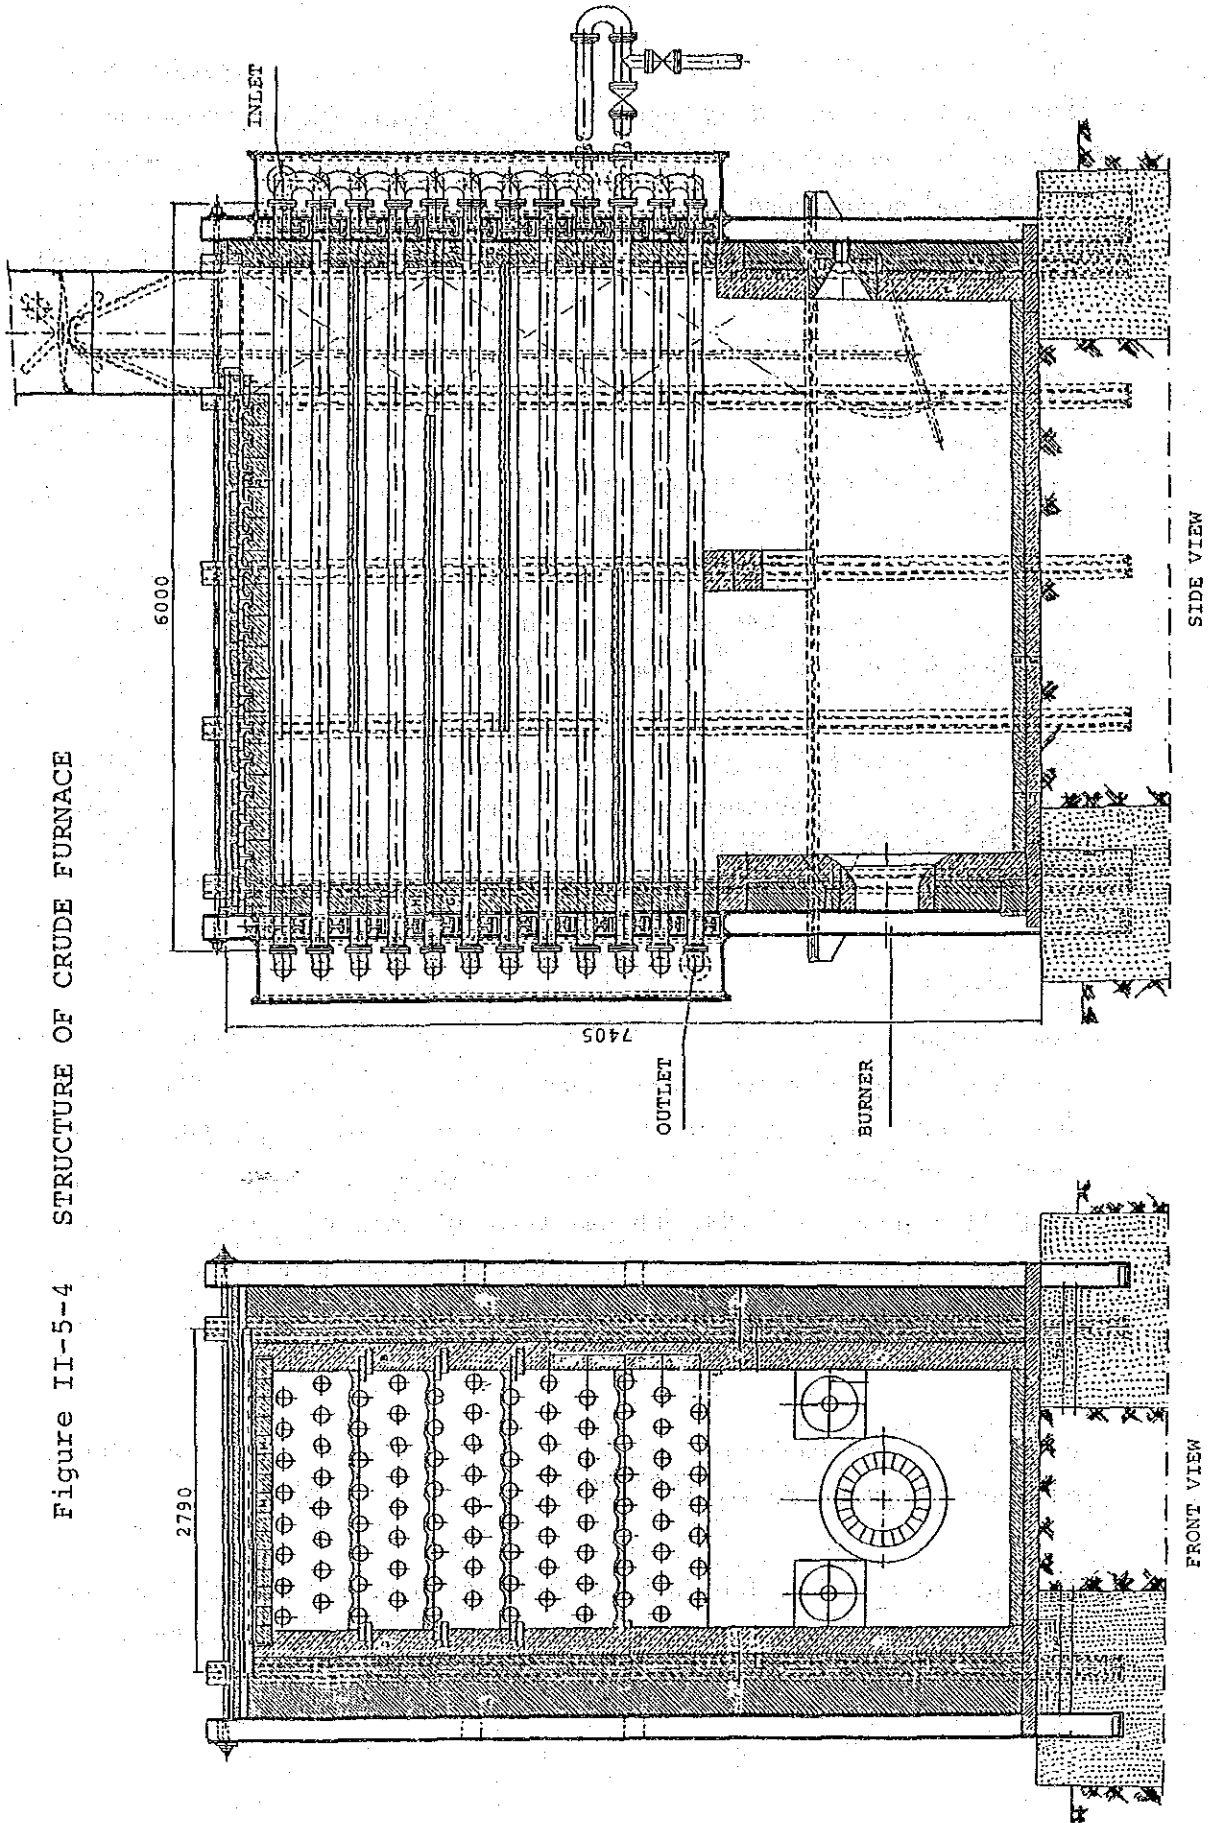 Figure II-5-4 STRUCTURE OF CRUDE FURNACE
2790
FRONT VIEW
6000
7405
INLET
OUTLET
BURNER
SIDE VIEW